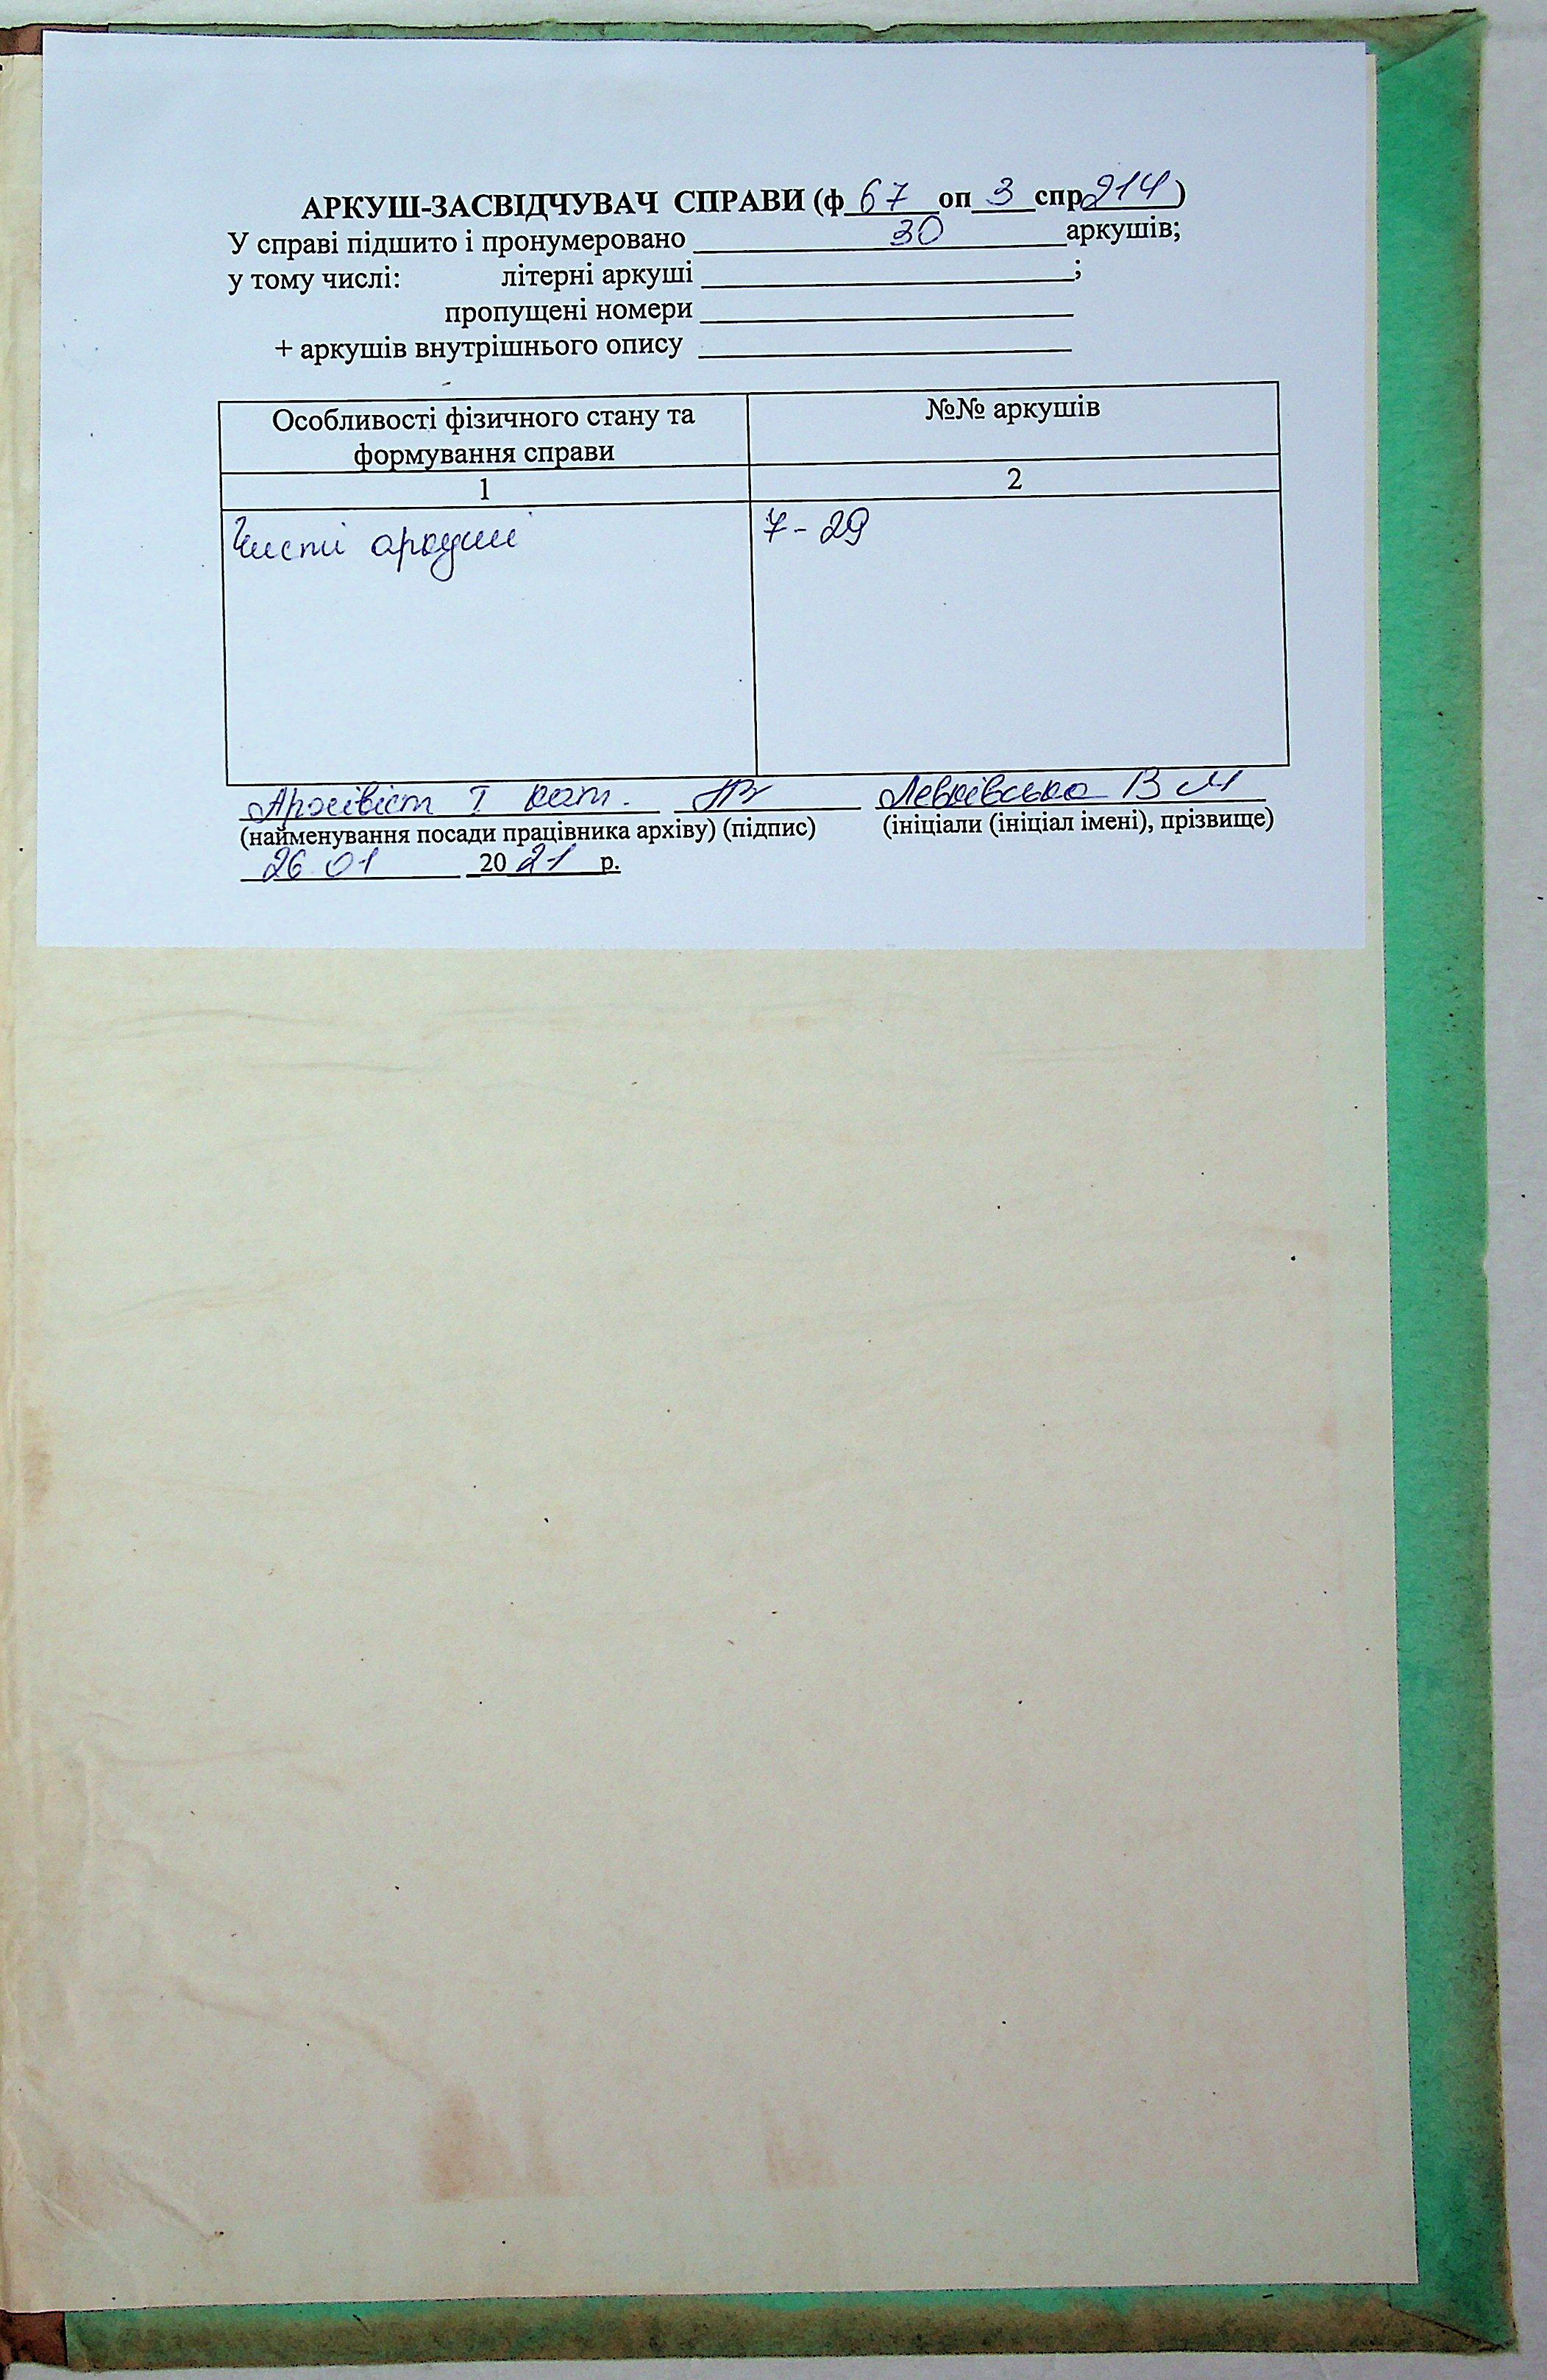 АРКУШ-ЗАСВІДЧУВАЧ СПРАВИ (ф 67 оп 3 спр 214)
У справі підшито і пронумеровано 30 аркушів;
у тому числі: літерні аркуші ;
пропущені номери
+ аркушів внутрішнього опису
Особливості фізичного стану та формування справи №№ аркушів
1 2
Чисті аркуші 7-29
Архівіст I кат. Левківська В М
(найменування посади працівника архіву) (підпис) (ініціали (ініціал імені), прізвище)
26.01 2021 р.